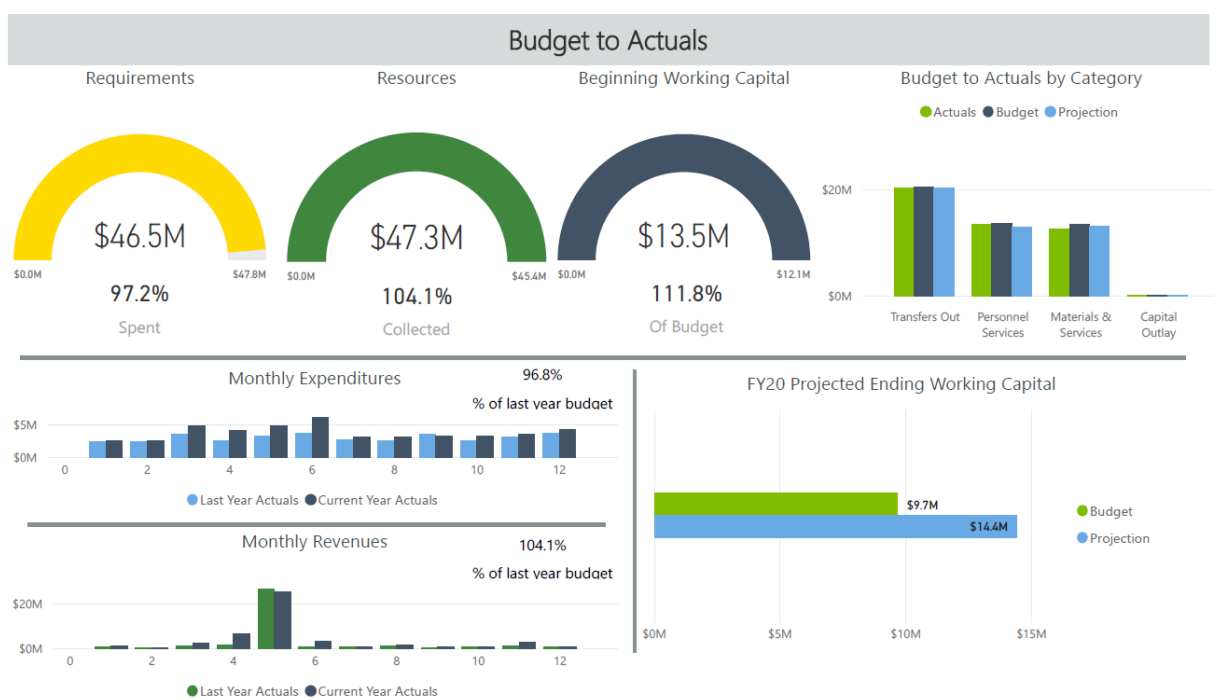 Budget to Actuals
Requirements
$46.5M
$0.0M
$47.8M
97.2%
Spent
Resources
$47.3M
$0.0M
$45.4M
104.1%
Collected
Beginning Working Capital
$13.5M
$0.0M
$12.1M
111.8%
Of Budget
Budget to Actuals by Category
Actuals Budget Projection
$20M
$0M
Transfers Out
Personnel
Services
Materials &
Services
Capital
Outlay
Monthly Expenditures
96.8%
% of last year budget
$5M
$0M
0 2 4 6 8 10 12
Last Year Actuals Current Year Actuals
Monthly Revenues
104.1%
% of last year budget
$20M
$0M
0 2 4 6 8 10 12
Last Year Actuals Current Year Actuals
FY20 Projected Ending Working Capital
$9.7M
$14.4M
Budget
Projection
$0M $5M $10M $15M